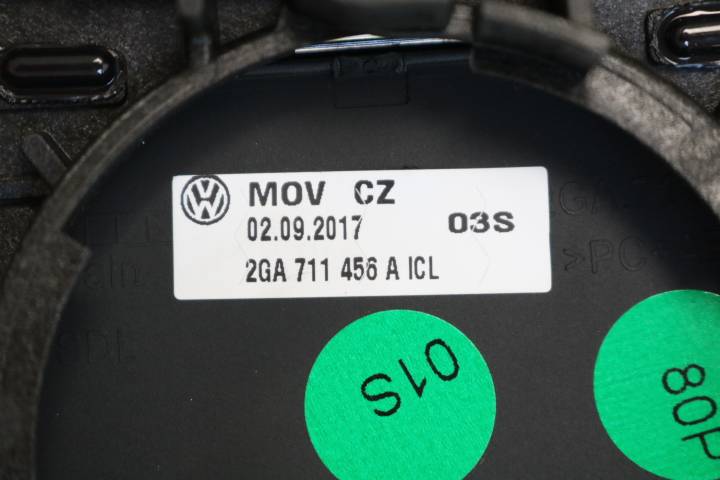 MOV CZ
02.09.2017 03S
2GA 711 456 A ICL
01S
80P